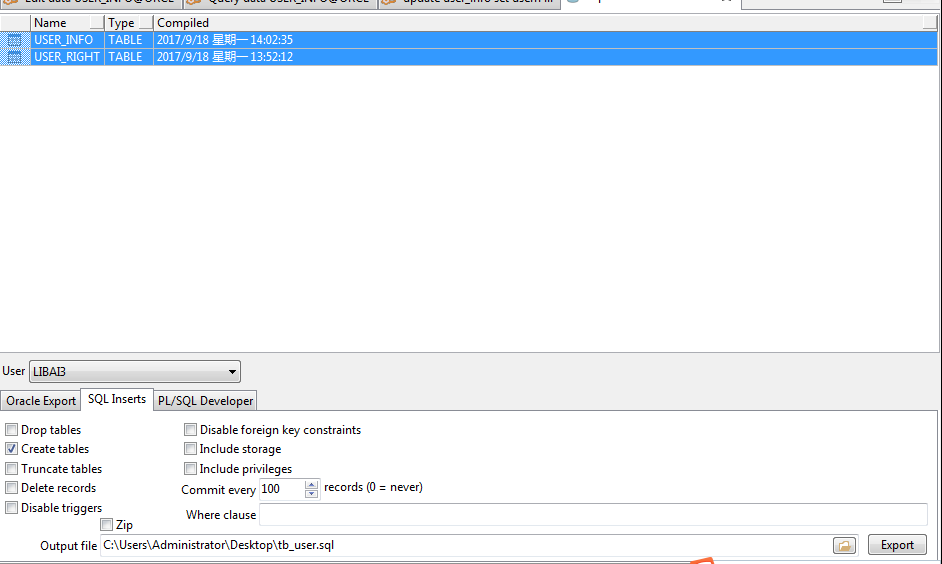 Name Type Compiled
USER_INFO TABLE 2017/9/18 星期一 14:02:35
USER_RIGHT TABLE 2017/9/18 星期一 13:52:12
User LIBAI3
Oracle Export SQL Inserts PL/SQL Developer
Drop tables Disable foreign key constraints
Create tables Include storage
Truncate tables Include privileges
Delete records Commit every 100 records (0 = never)
Disable triggers Where clause
Zip
Output file C:\Users\Administrator\Desktop\tb_user.sql Export